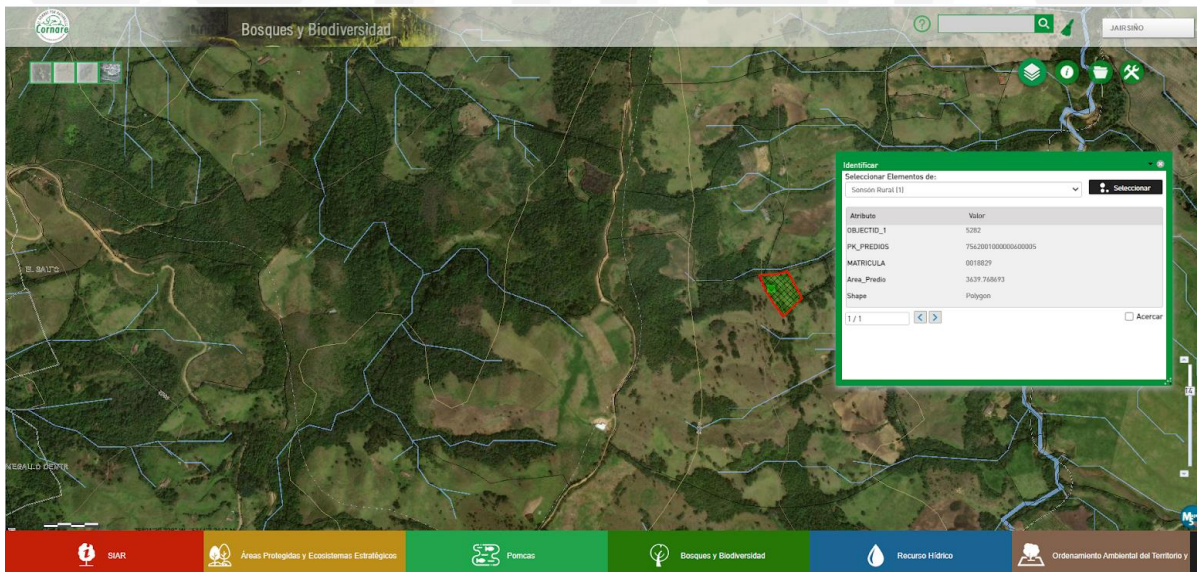 Cornare
Bosques y Biodiversidad
?
JAIRSIÑO
Identificar
Seleccionar Elementos de:
Sonsón Rural (1)
Seleccionar
Atributo Valor
OBJECTID_1 5282
PK_PREDIOS 7562001000000600005
MATRICULA 0018829
Area_Predio 3639.768693
Shape Polygon
1 / 1
< >
Acercar
EL SALTO
14
SIAR
Áreas Protegidas y Ecosistemas Estratégicos
Pomcas
Bosques y Biodiversidad
Recurso Hídrico
Ordenamiento Ambiental del Territorio y